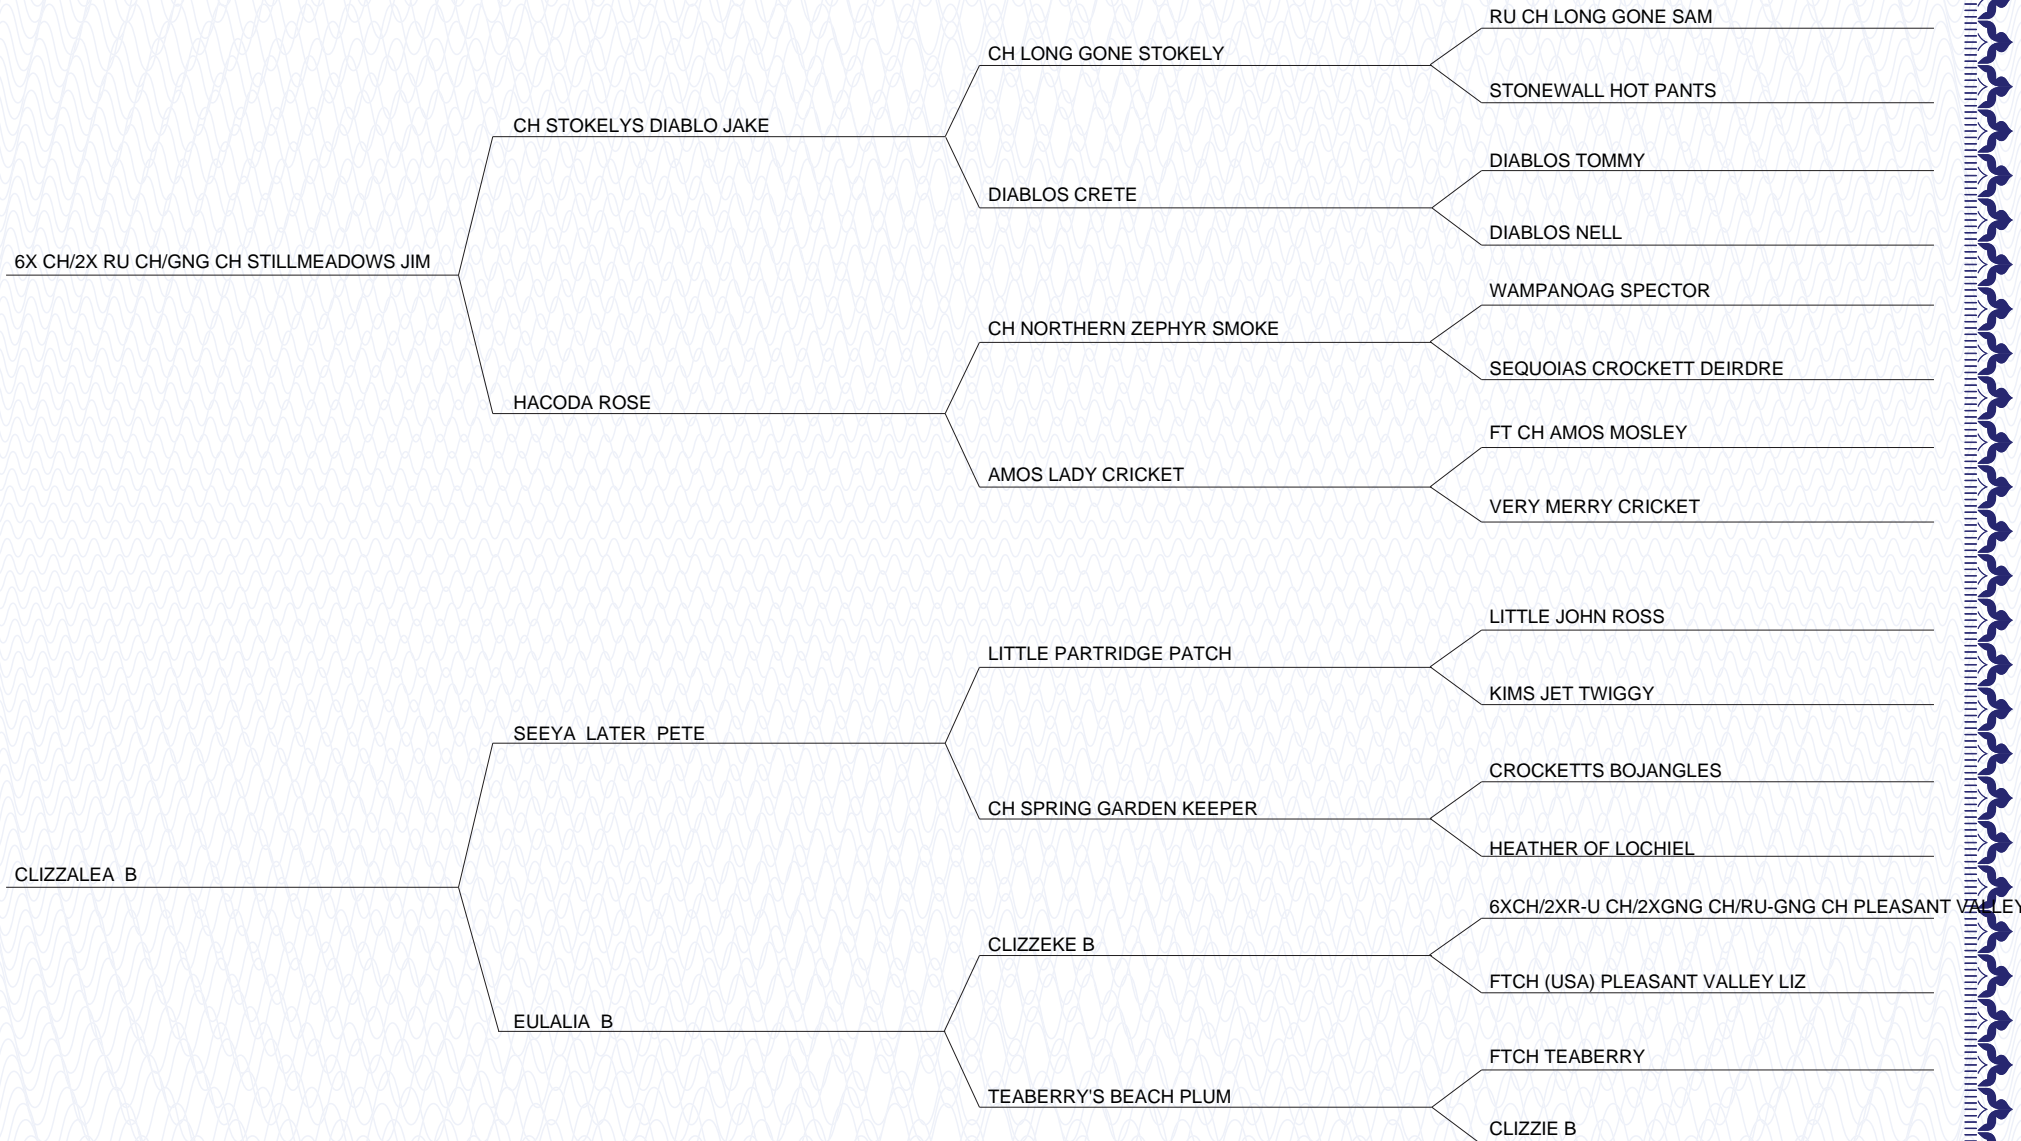 RU CH LONG GONE SAM
CH LONG GONE STOKELY
STONEWALL HOT PANTS
CH STOKELYS DIABLO JAKE
DIABLOS TOMMY
DIABLOS CRETE
DIABLOS NELL
6X CH/2X RU CH/GNG CH STILLMEADOWS JIM
WAMPANOAG SPECTOR
CH NORTHERN ZEPHYR SMOKE
SEQUOIAS CROCKETT DEIRDRE
HACODA ROSE
FT CH AMOS MOSLEY
AMOS LADY CRICKET
VERY MERRY CRICKET
LITTLE JOHN ROSS
LITTLE PARTRIDGE PATCH
KIMS JET TWIGGY
SEEYA LATER PETE
CROCKETTS BOJANGLES
CH SPRING GARDEN KEEPER
HEATHER OF LOCHIEL
CLIZZALEA B
6XCH/2XR-U CH/2XGNG CH/RU-GNG CH PLEASANT VALLEY
CLIZZEKE B
FTCH (USA) PLEASANT VALLEY LIZ
EULALIA B
FTCH TEABERRY
TEABERRY'S BEACH PLUM
CLIZZIE B